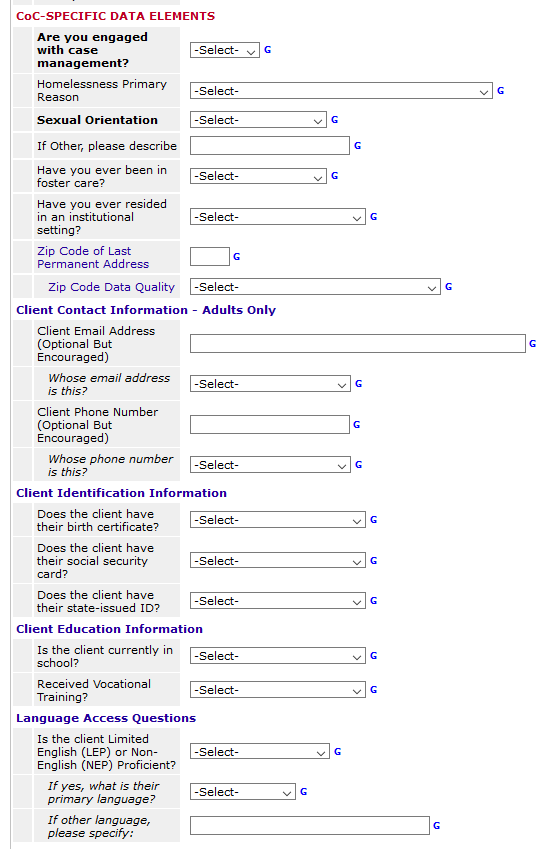 CoC-SPECIFIC DATA ELEMENTS
Are you engaged
with case
management?
-Select- G
Homelessness Primary
Reason
-Select- G
Sexual Orientation
-Select- G
If Other, please describe
G
Have you ever been in
foster care?
-Select- G
Have you ever resided
in an institutional
setting?
-Select- G
Zip Code of Last
Permanent Address
G
Zip Code Data Quality
-Select- G
Client Contact Information - Adults Only
Client Email Address
(Optional But
Encouraged)
G
Whose email address
is this?
-Select- G
Client Phone Number
(Optional But
Encouraged)
G
Whose phone number
is this?
-Select- G
Client Identification Information
Does the client have
their birth certificate?
-Select- G
Does the client have
their social security
card?
-Select- G
Does the client have
their state-issued ID?
-Select- G
Client Education Information
Is the client currently in
school?
-Select- G
Received Vocational
Training?
-Select- G
Language Access Questions
Is the client Limited
English (LEP) or Non-
English (NEP) Proficient?
-Select- G
If yes, what is their
primary language?
-Select- G
If other language,
please specify:
G